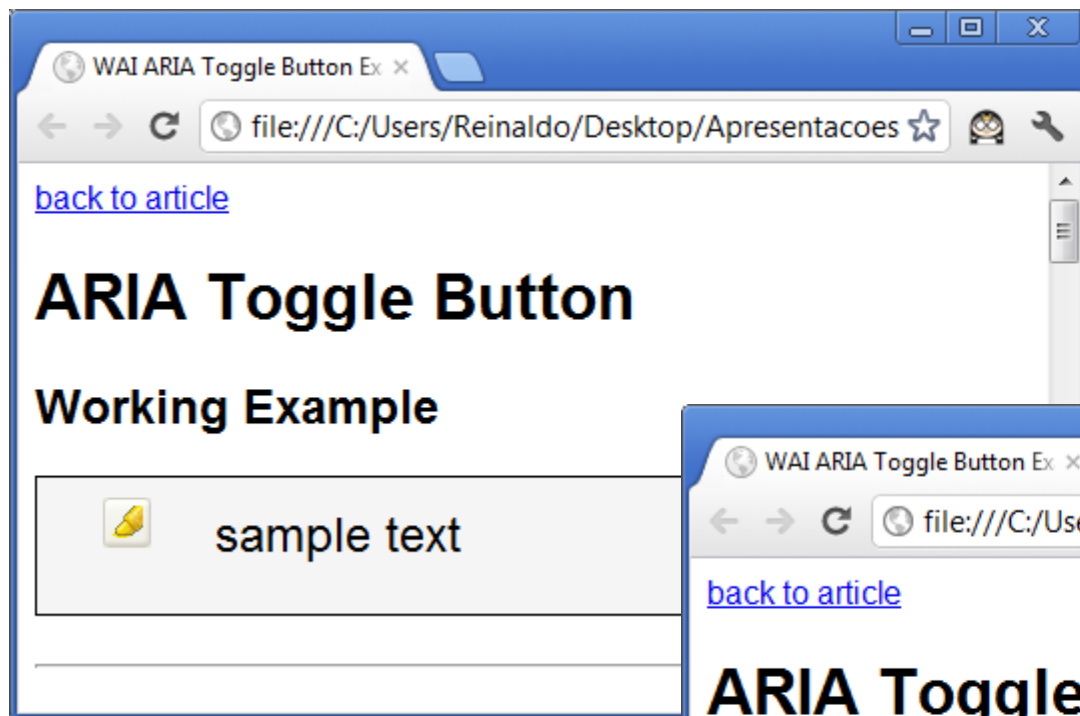 WAI ARIA Toggle Button Ex
file:///C:/Users/Reinaldo/Desktop/Apresentacoes
back to article
ARIA Toggle Button
Working Example
sample text
WAI ARIA Toggle Button Ex
file:///C:/Use
back to article
ARIA Toggle